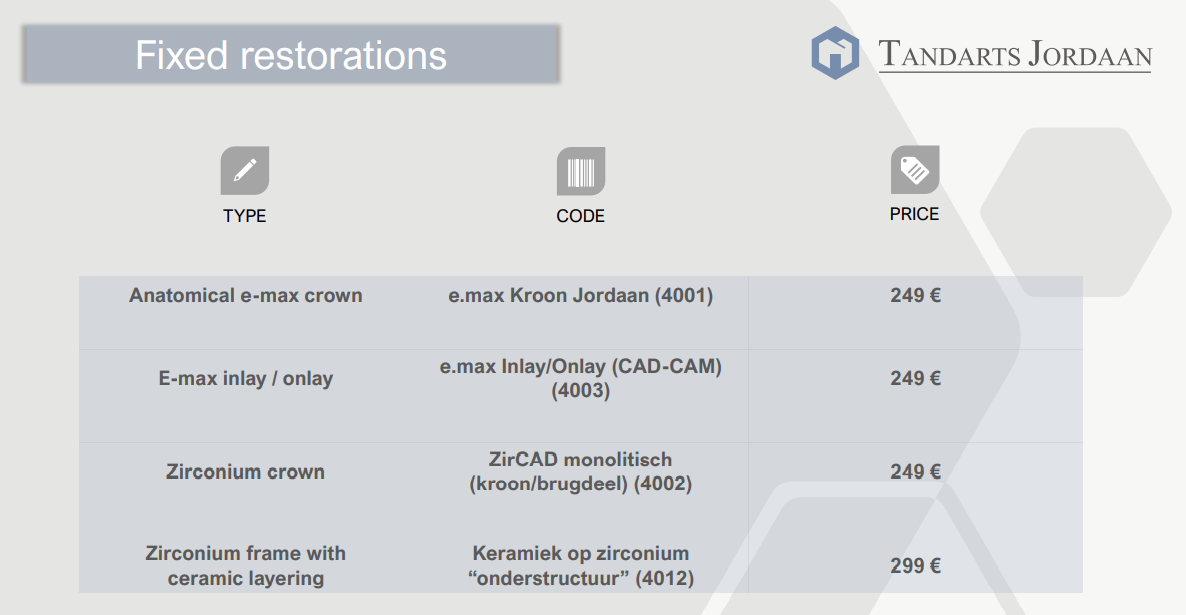 Fixed restorations
TANDARTS JORDAAN
TYPE
CODE
PRICE
Anatomical e-max crown
e.max Kroon Jordaan (4001)
249 €
E-max inlay / onlay
e.max Inlay/Onlay (CAD-CAM)
(4003)
249 €
Zirconium crown
ZirCAD monolitisch
(kroon/brugdeel) (4002)
249 €
Zirconium frame with
ceramic layering
Keramiek op zirconium
“onderstructuur” (4012)
299 €